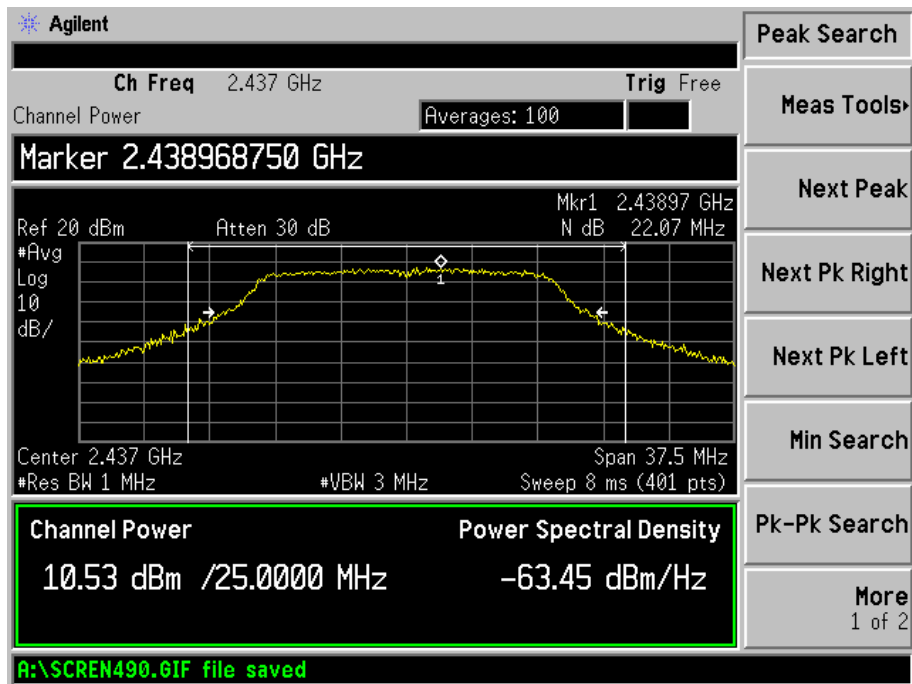 Agilent
Peak Search
Ch Freq 2.437 GHz Trig Free
Channel Power Averages: 100
Meas Tools
Marker 2.438968750 GHz
Next Peak
Mkr1 2.43897 GHz
Ref 20 dBm Atten 30 dB N dB 22.07 MHz
#Avg
Log
10
dB/
1
Next Pk Right
Next Pk Left
Min Search
Center 2.437 GHz Span 37.5 MHz
#Res BW 1 MHz #VBW 3 MHz Sweep 8 ms (401 pts)
Channel Power Power Spectral Density
10.53 dBm /25.0000 MHz -63.45 dBm/Hz
Pk-Pk Search
More
1 of 2
A:\SCREN490.GIF file saved